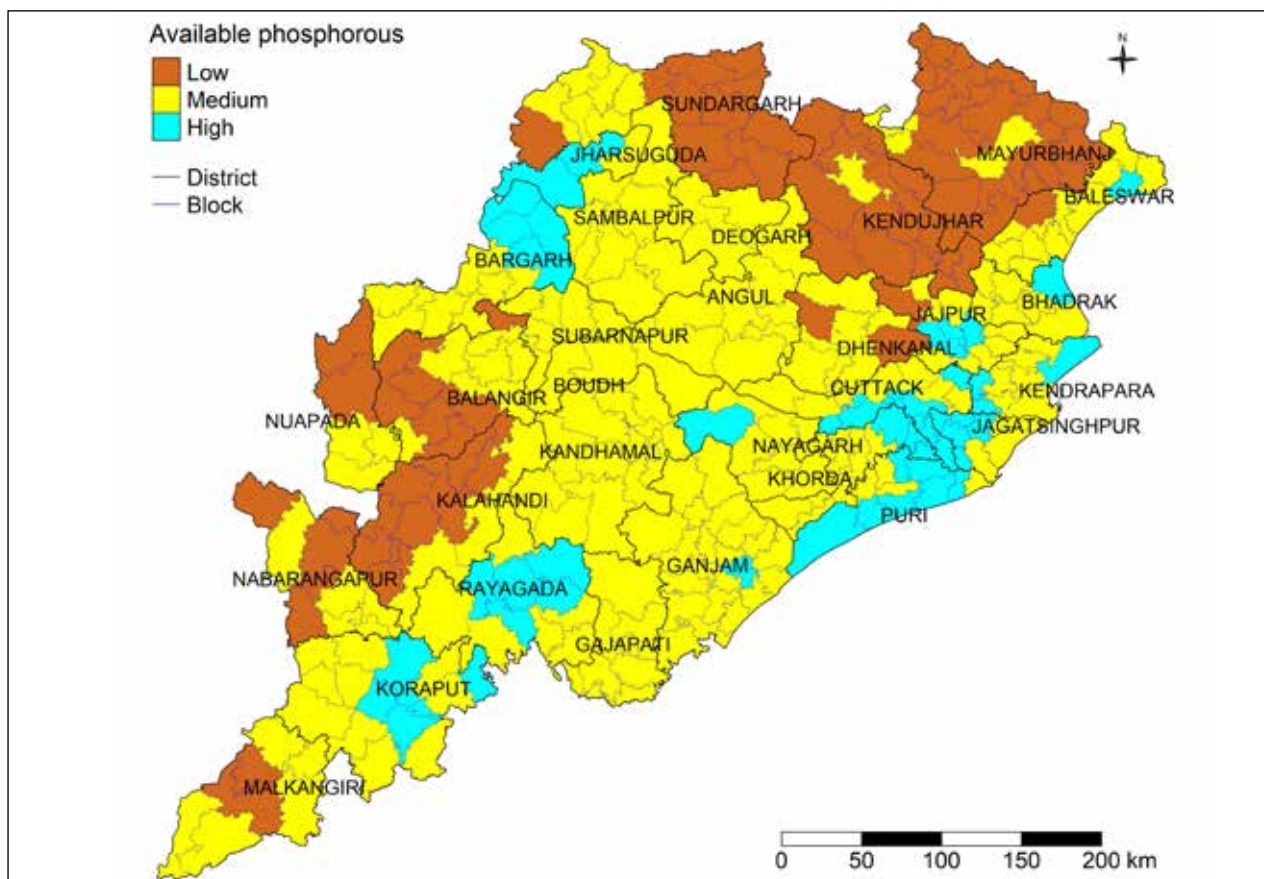 Available phosphorous
Low
Medium
High
District
Block
N
SUNDARGARH
JHARSUGUDA
MAYURBHANJ
BALESWAR
SAMBALPUR
DEOGARH
KENDUJHAR
BARGARH
ANGUL
BHADRAK
JAJPUR
SUBARNAPUR
DHENKANAL
BOUDH
CUTTACK
KENDRAPARA
BALANGIR
NUAPADA
JAGATSINGHPUR
NAYAGARH
KANDHAMAL
KHORDA
KALAHANDI
PURI
GANJAM
NABARANGAPUR
RAYAGADA
GAJAPATI
KORAPUT
MALKANGIRI
0 50 100 150 200 km